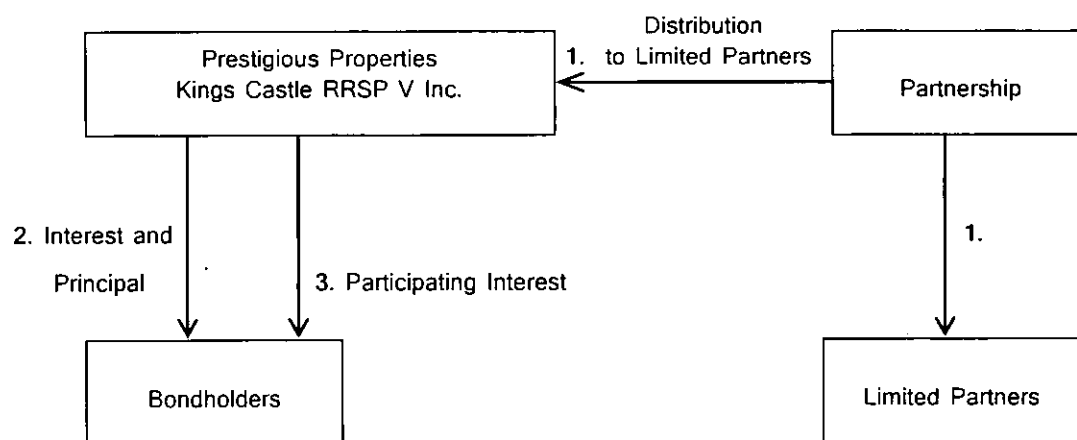 Prestigious Properties
Kings Castle RRSP V Inc.
Distribution
1. to Limited Partners
Partnership
2. Interest and
Principal
3. Participating Interest
1.
Bondholders
Limited Partners